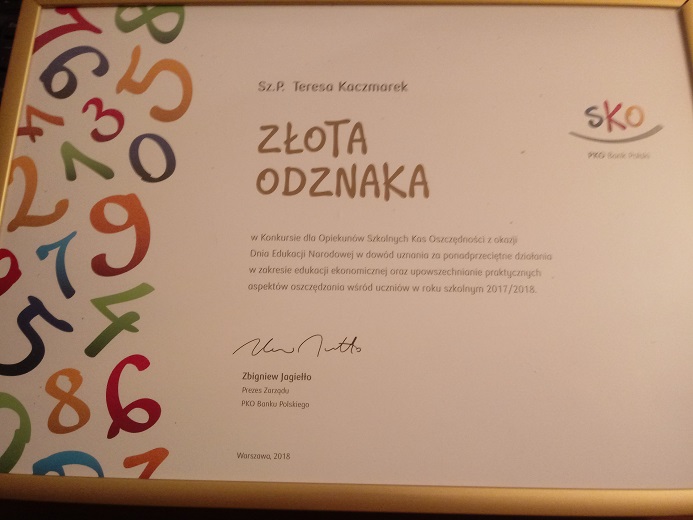 Sz.P. Teresa Kaczmarek
sko
PKO Bank Polski
ZŁOTA
ODZNAKA
w Konkursie dla Opiekunów Szkolnych Kas Oszczędności z okazji
Dnia Edukacji Narodowej w dowód uznania za ponadprzeciętne działania
w zakresie edukacji ekonomicznej oraz upowszechnianie praktycznych
aspektów oszczędzania wśród uczniów w roku szkolnym 2017/2018.
Zbigniew Jagiełło
Prezes Zarządu
PKO Banku Polskiego
Warszawa, 2018